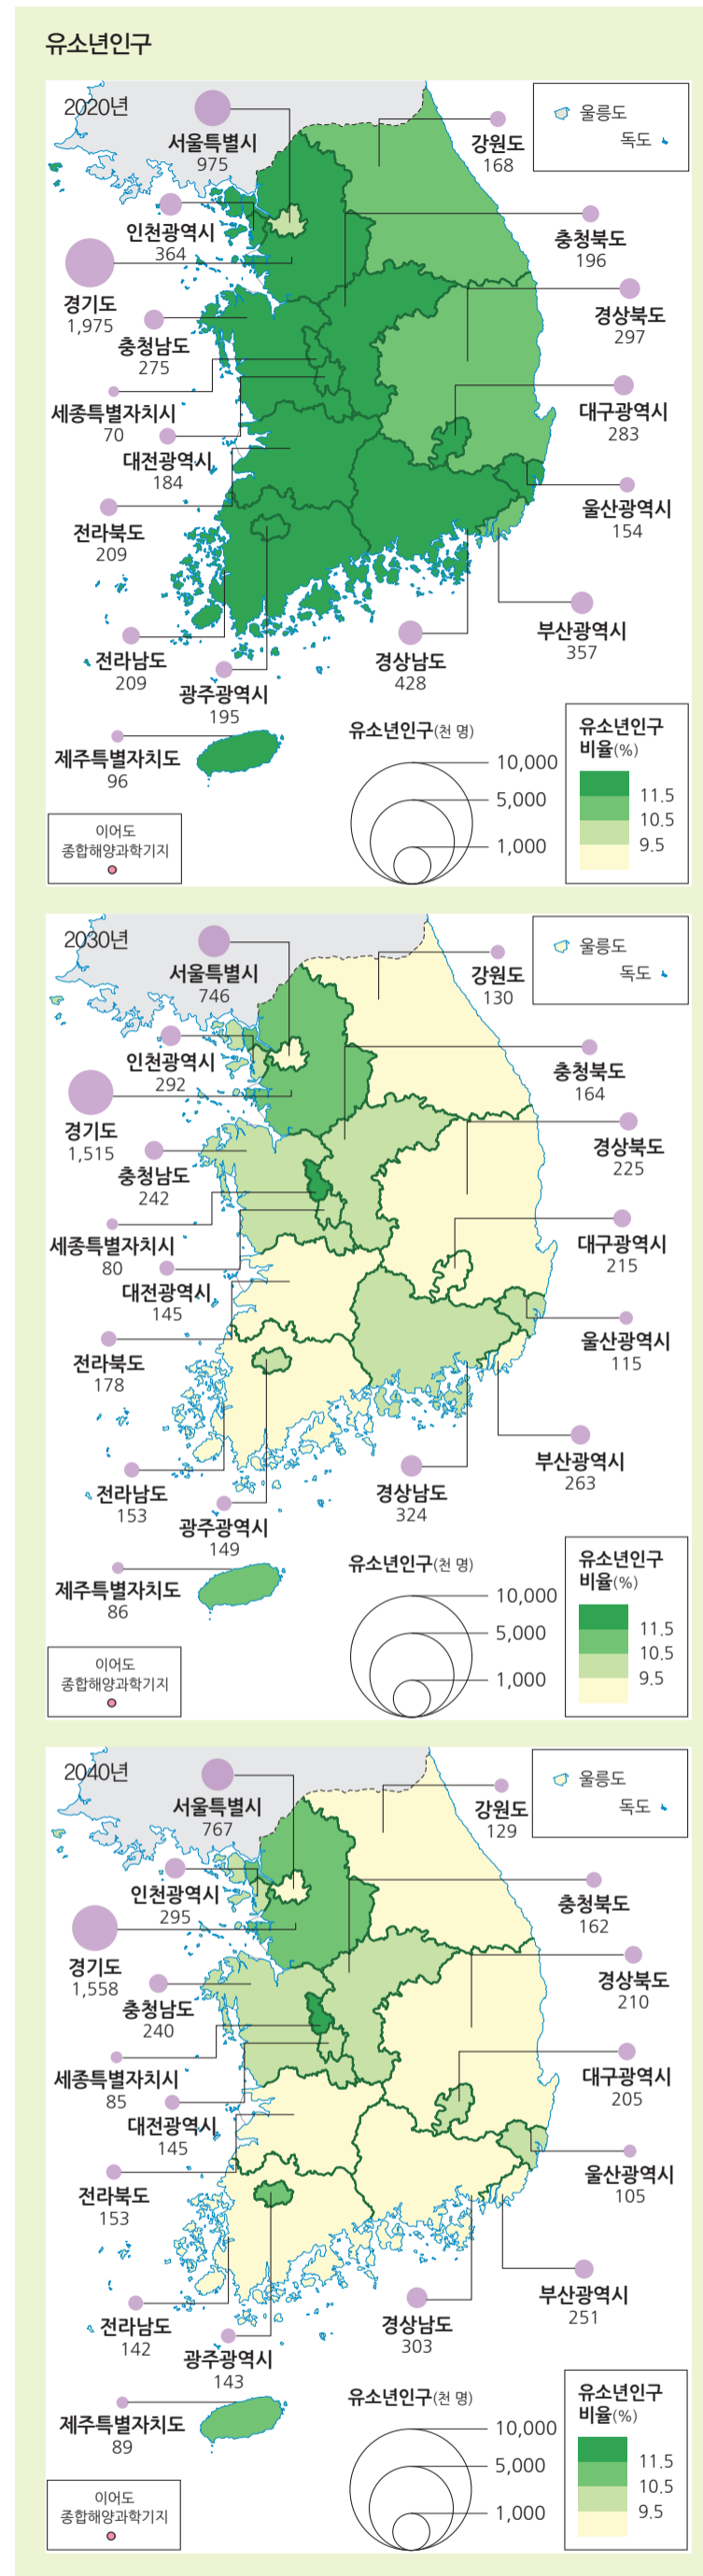 유소년인구
2020년
서울특별시
975
강원도
168
울릉도
독도
인천광역시
364
충청북도
196
경기도
1,975
충청남도
275
경상북도
297
세종특별자치시
70
대구광역시
283
대전광역시
184
울산광역시
154
전라북도
209
부산광역시
357
전라남도
209
경상남도
428
광주광역시
195
제주특별자치도
96
유소년인구(천 명)
10,000
5,000
1,000
유소년인구
비율(%)
11.5
10.5
9.5
이어도
종합해양과학기지
2030년
서울특별시
746
강원도
130
울릉도
독도
인천광역시
292
충청북도
164
경기도
1,515
충청남도
242
경상북도
225
세종특별자치시
80
대구광역시
215
대전광역시
145
울산광역시
115
전라북도
178
부산광역시
263
전라남도
153
경상남도
324
광주광역시
149
제주특별자치도
86
유소년인구(천 명)
10,000
5,000
1,000
유소년인구
비율(%)
11.5
10.5
9.5
이어도
종합해양과학기지
2040년
서울특별시
767
강원도
129
울릉도
독도
인천광역시
295
충청북도
162
경기도
1,558
충청남도
240
경상북도
210
세종특별자치시
85
대구광역시
205
대전광역시
145
울산광역시
105
전라북도
153
부산광역시
251
전라남도
142
경상남도
303
광주광역시
143
제주특별자치도
89
유소년인구(천 명)
10,000
5,000
1,000
유소년인구
비율(%)
11.5
10.5
9.5
이어도
종합해양과학기지